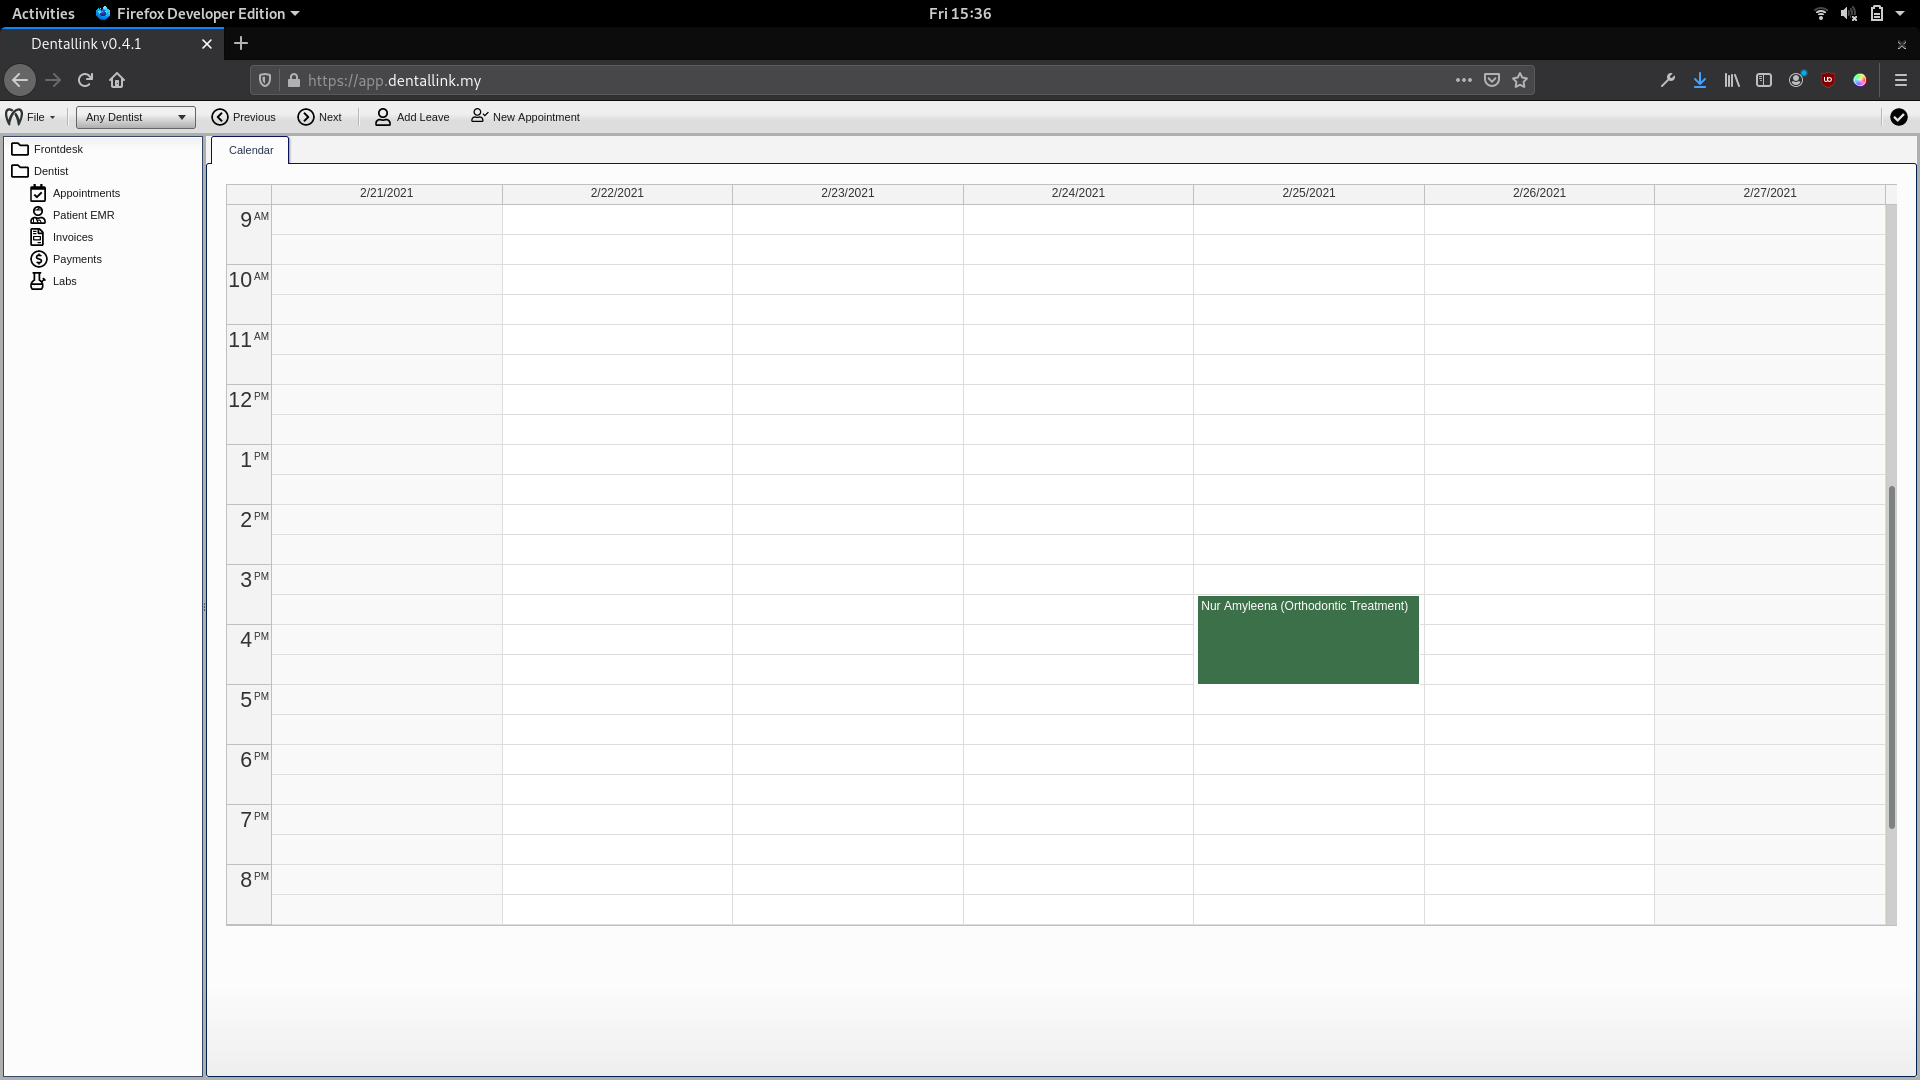 Activities Firefox Developer Edition Fri 15:36
Dentallink v0.4.1
https://app.dentallink.my
File Any Dentist Previous Next Add Leave New Appointment
Frontdesk
Dentist
Appointments
Patient EMR
Invoices
Payments
Labs
Calendar
2/21/2021 2/22/2021 2/23/2021 2/24/2021 2/25/2021 2/26/2021 2/27/2021
9 AM
10 AM
11 AM
12 PM
1 PM
2 PM
3 PM
Nur Amyleena (Orthodontic Treatment)
4 PM
5 PM
6 PM
7 PM
8 PM